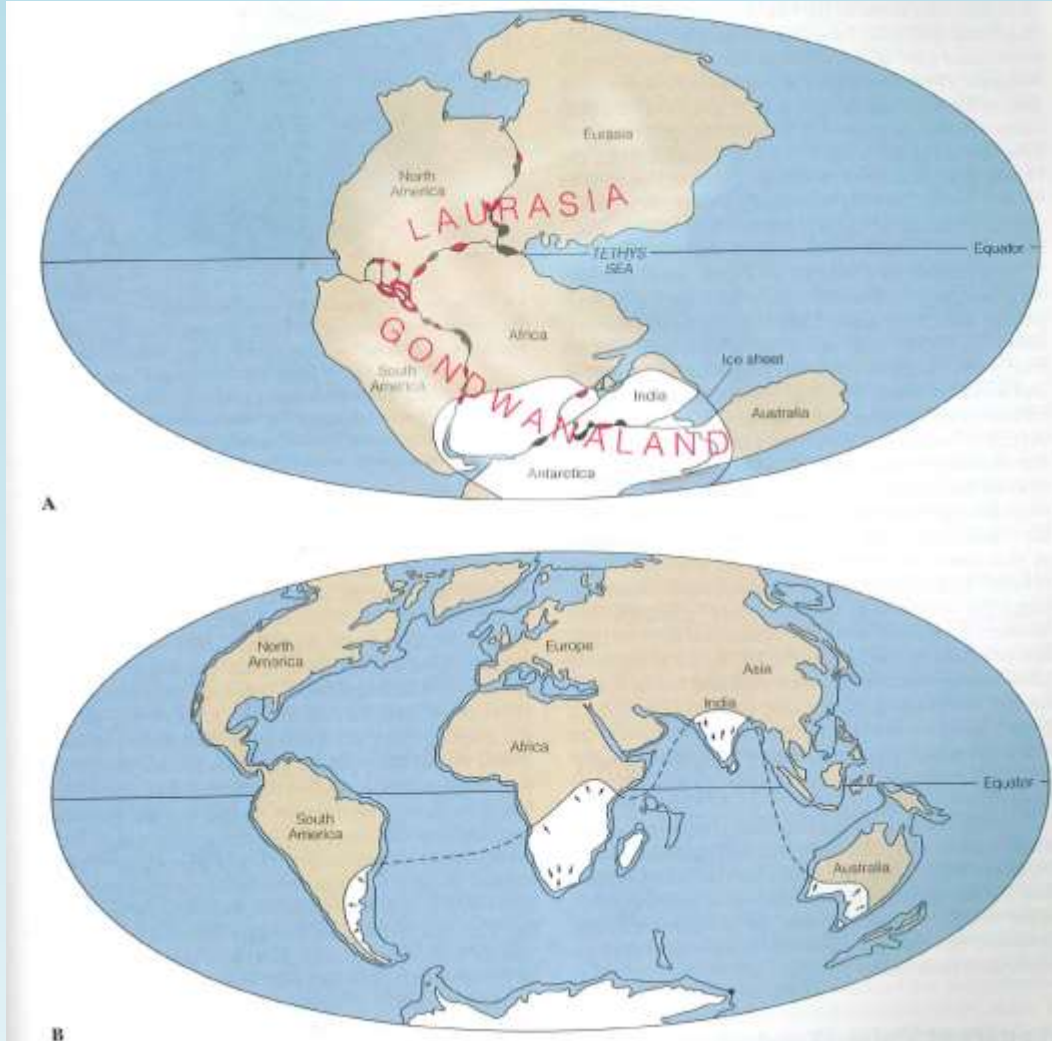 Eurasia
North
America
LAURASIA
TETHYS
SEA
Equator
Africa
GONDWANALAND
South
America
Ice sheet
India
Australia
Antarctica
A
North
America
Europe
Asia
India
Africa
Equator
South
America
Australia
B